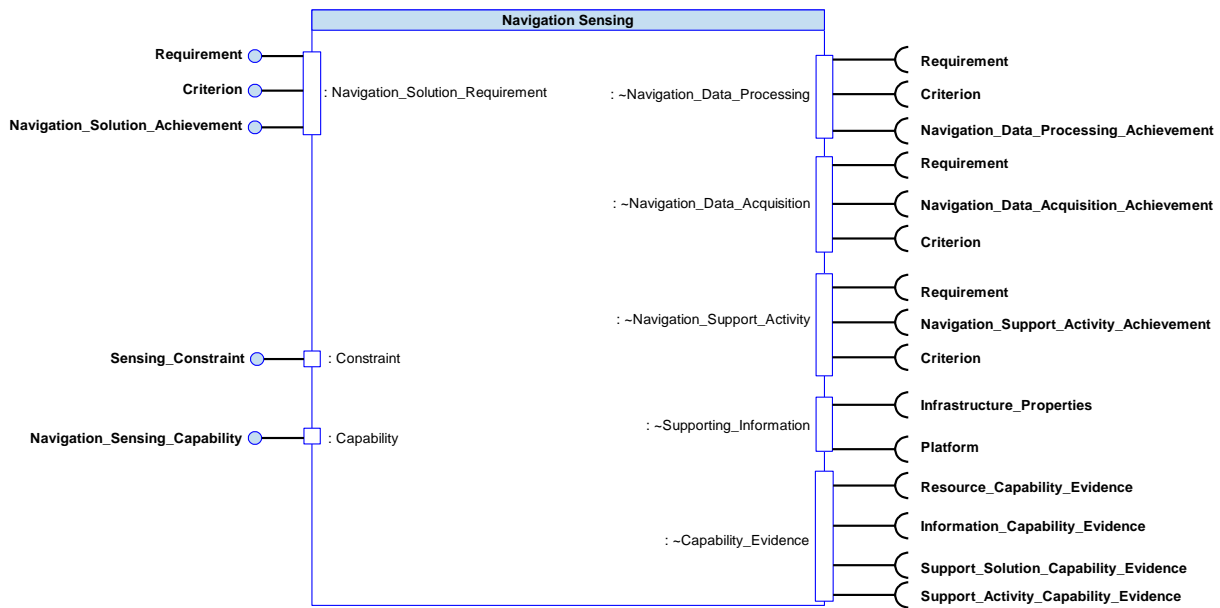 Navigation Sensing
Requirement
Criterion
Navigation_Solution_Achievement
: Navigation_Solution_Requirement
Sensing_Constraint
: Constraint
Navigation_Sensing_Capability
: Capability
: ~Navigation_Data_Processing
Requirement
Criterion
Navigation_Data_Processing_Achievement
: ~Navigation_Data_Acquisition
Requirement
Navigation_Data_Acquisition_Achievement
Criterion
: ~Navigation_Support_Activity
Requirement
Navigation_Support_Activity_Achievement
Criterion
: ~Supporting_Information
Infrastructure_Properties
Platform
: ~Capability_Evidence
Resource_Capability_Evidence
Information_Capability_Evidence
Support_Solution_Capability_Evidence
Support_Activity_Capability_Evidence